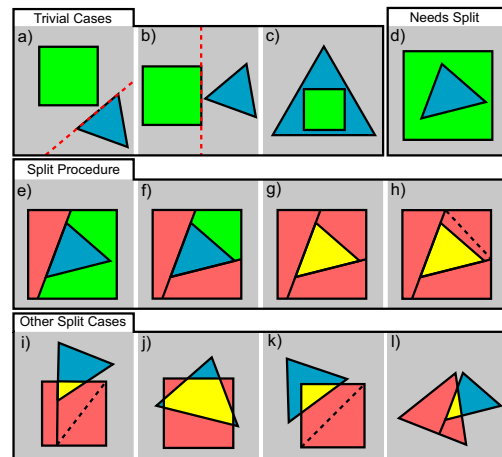 Trivial Cases
Needs Split
a)
b)
c)
d)
Split Procedure
e)
f)
g)
h)
Other Split Cases
i)
j)
k)
l)